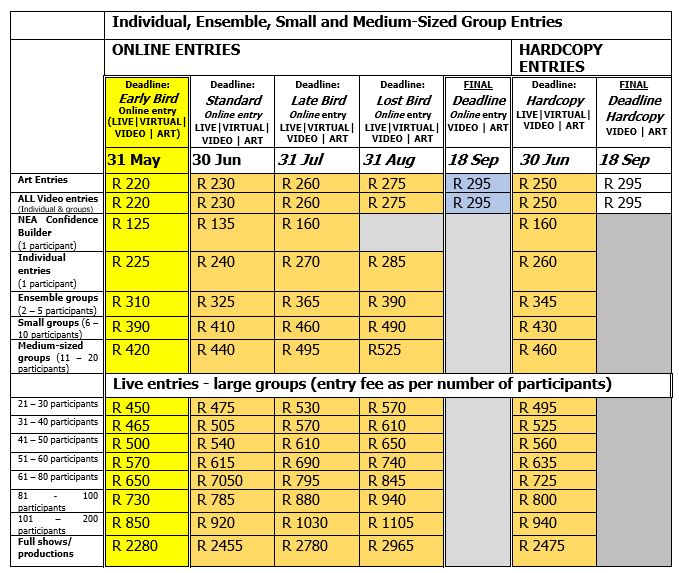 Individual, Ensemble, Small and Medium-Sized Group Entries
ONLINE ENTRIES HARDCOPY
ENTRIES
Deadline: Deadline: Deadline: Deadline: FINAL Deadline: FINAL
Early Bird Standard Late Bird Lost Bird Deadline Hardcopy Deadline
Online entry Online entry Online entry Online entry Online entry LIVE|VIRTUAL| Hardcopy
(LIVE|VIRTUAL| LIVE|VIRTUAL| LIVE|VIRTUAL| LIVE|VIRTUAL| VIDEO | ART VIDEO | ART VIDEO | ART
VIDEO | ART) VIDEO | ART VIDEO | ART VIDEO | ART
31 May 30 Jun 31 Jul 31 Aug 18 Sep 30 Jun 18 Sep
Art Entries R 220 R 230 R 260 R 275 R 295 R 250 R 295
ALL Video entries R 220 R 230 R 260 R 275 R 295 R 250 R 295
(Individual & groups)
NEA Confidence R 125 R 135 R 160 R 160
Builder
(1 participant)
Individual R 225 R 240 R 270 R 285 R 260
entries
(1 participant)
Ensemble groups R 310 R 325 R 365 R 390 R 345
(2 – 5 participants)
Small groups (6 – R 390 R 410 R 460 R 490 R 430
10 participants)
Medium-sized R 420 R 440 R 495 R525 R 460
groups (11 – 20
participants)
Live entries - large groups (entry fee as per number of participants)
21 – 30 participants R 450 R 475 R 530 R 570 R 495
31 – 40 participants R 465 R 505 R 570 R 610 R 525
41 – 50 participants R 500 R 540 R 610 R 650 R 560
51 – 60 participants R 570 R 615 R 690 R 740 R 635
61 – 80 participants R 650 R 7050 R 795 R 845 R 725
81 - 100 R 730 R 785 R 880 R 940 R 800
participants
101 – 200 R 850 R 920 R 1030 R 1105 R 940
participants
Full shows/ R 2280 R 2455 R 2780 R 2965 R 2475
productions